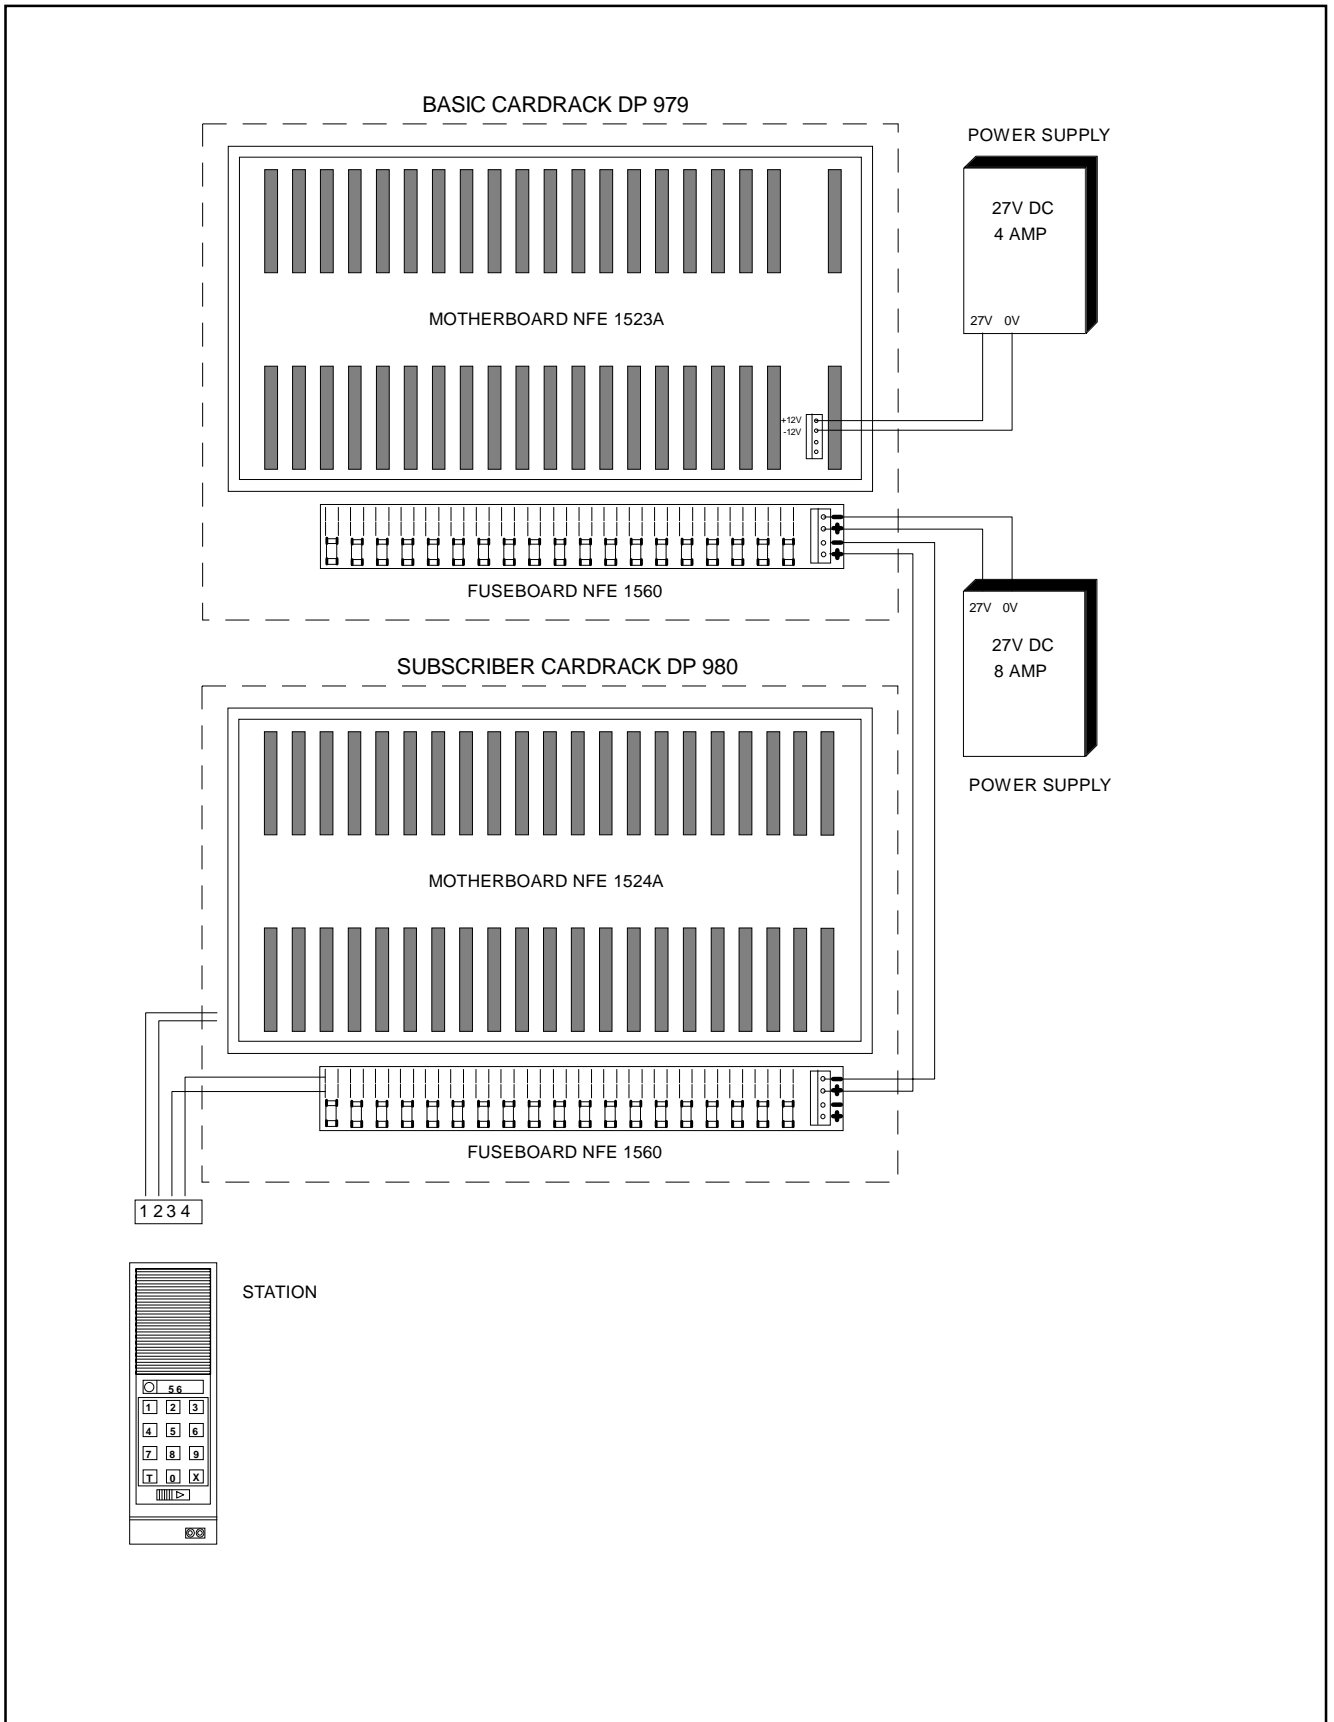 BASIC CARDRACK DP 979
POWER SUPPLY
27V DC
4 AMP
27V 0V
MOTHERBOARD NFE 1523A
+12V
-12V
FUSEBOARD NFE 1560
27V 0V
27V DC
8 AMP
POWER SUPPLY
SUBSCRIBER CARDRACK DP 980
MOTHERBOARD NFE 1524A
FUSEBOARD NFE 1560
1 2 3 4
STATION
5 6
1 2 3
4 5 6
7 8 9
T 0 X